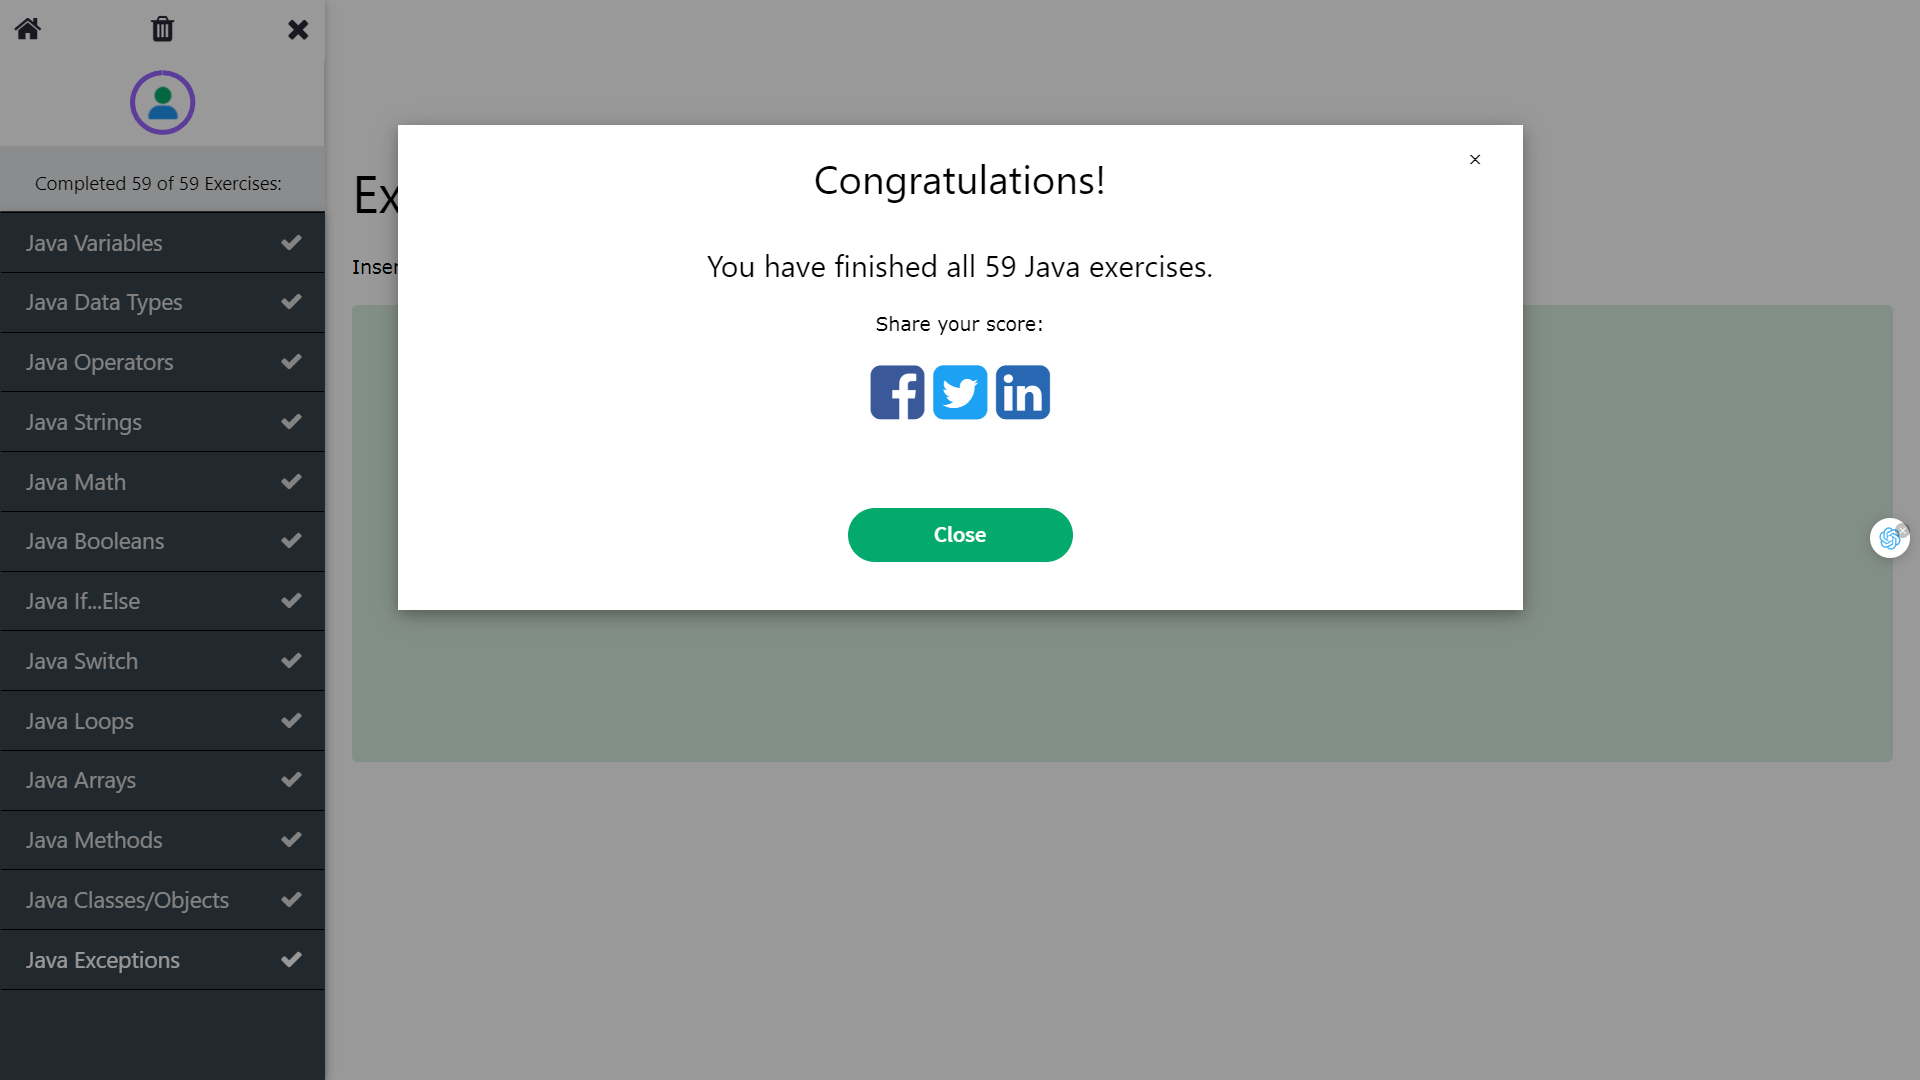 Completed 59 of 59 Exercises:
Java Variables
Java Data Types
Java Operators
Java Strings
Java Math
Java Booleans
Java If...Else
Java Switch
Java Loops
Java Arrays
Java Methods
Java Classes/Objects
Java Exceptions
Ex
Inser
×
Congratulations!
You have finished all 59 Java exercises.
Share your score:
Close